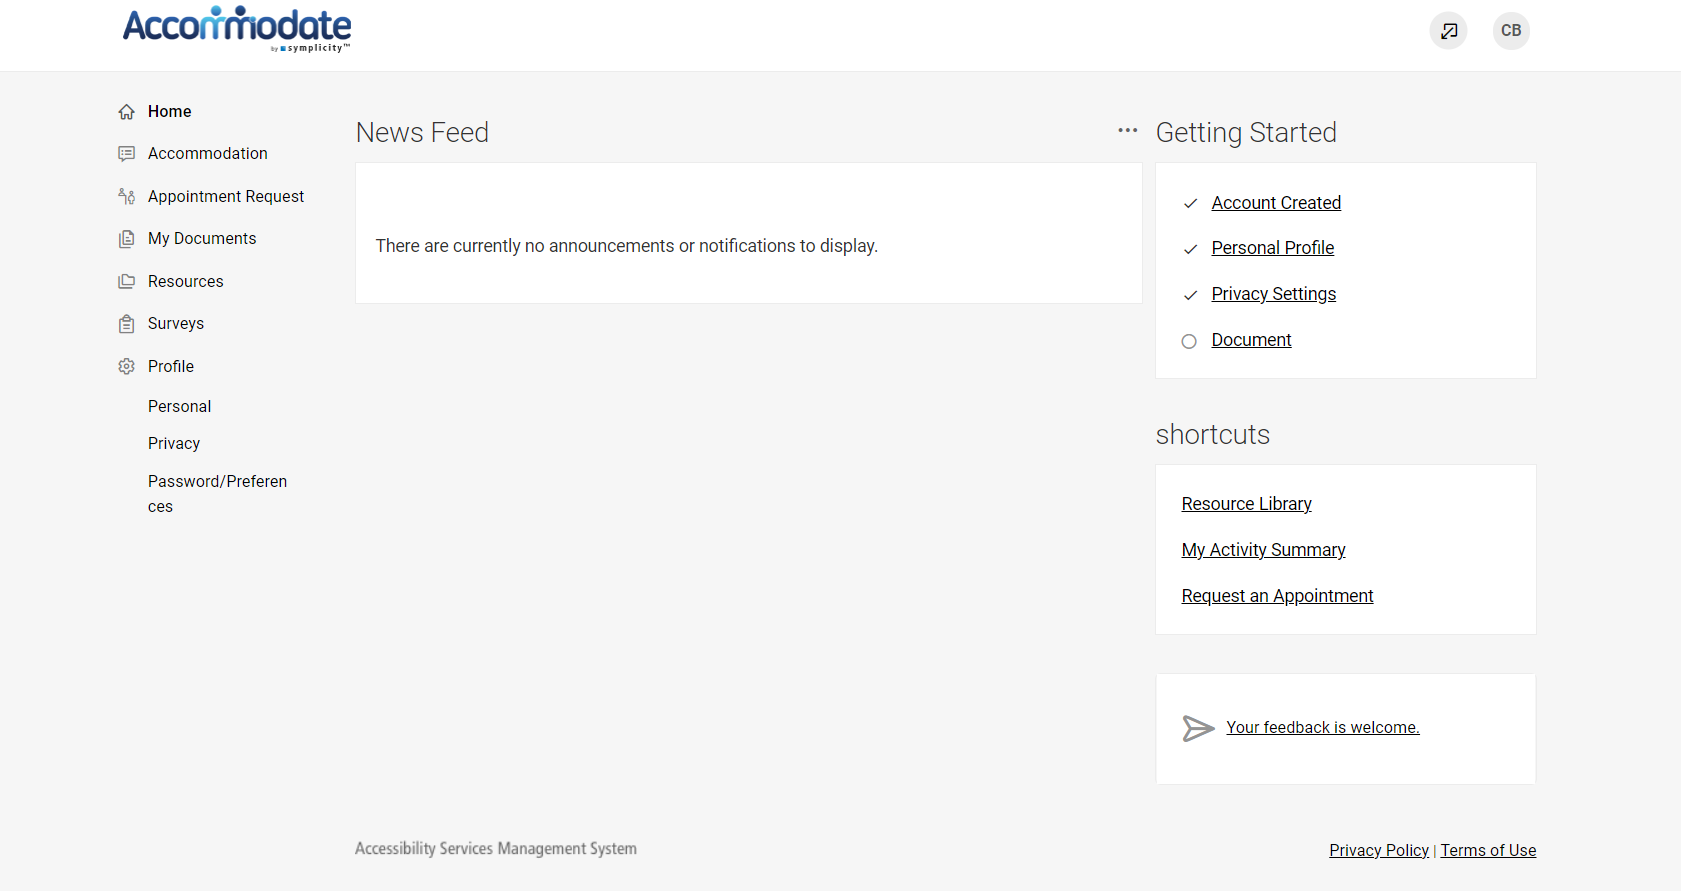 Accommodate
by symplicity™
CB
Home
Accommodation
Appointment Request
My Documents
Resources
Surveys
Profile
Personal
Privacy
Password/Preferen
ces
News Feed
There are currently no announcements or notifications to display.
Getting Started
Account Created
Personal Profile
Privacy Settings
Document
shortcuts
Resource Library
My Activity Summary
Request an Appointment
Your feedback is welcome.
Accessibility Services Management System
Privacy Policy | Terms of Use